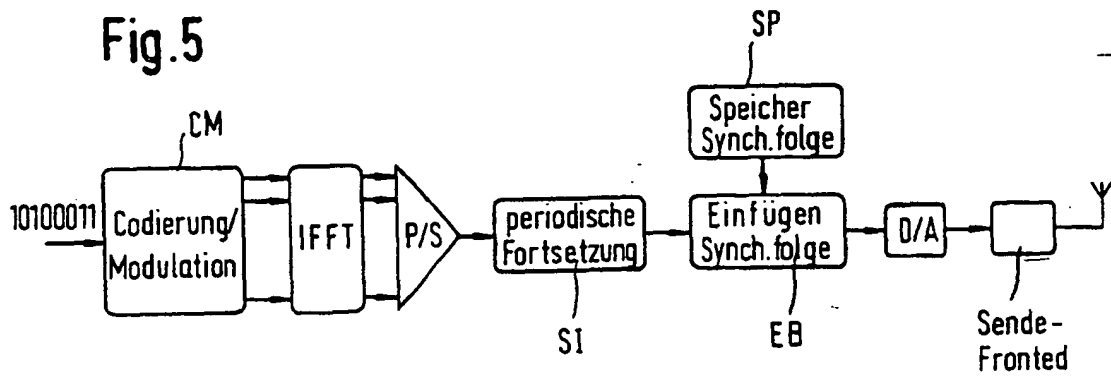 Fig.5
SP
Speicher
Synch.folge
CM
10100011
Codierung/
Modulation
IFFT
P/S
periodische
Fortsetzung
Einfügen
Synch.folge
D/A
SI
EB
Sende-
Fronted